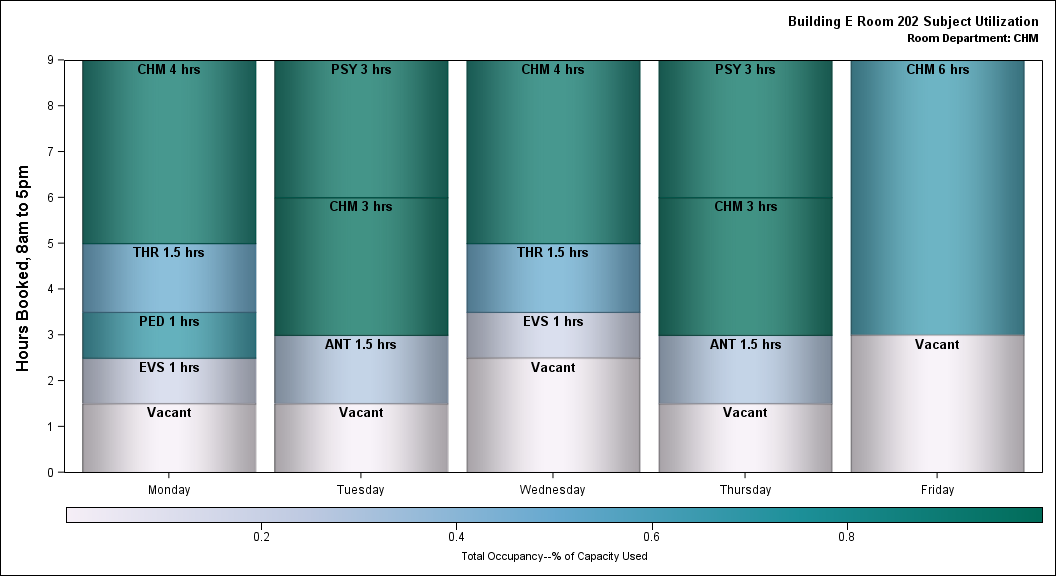 Building E Room 202 Subject Utilization
Room Department: CHM
Hours Booked, 8am to 5pm
9
8
7
6
5
4
3
2
1
0
CHM 4 hrs
THR 1.5 hrs
PED 1 hrs
EVS 1 hrs
Vacant
PSY 3 hrs
CHM 3 hrs
ANT 1.5 hrs
Vacant
CHM 4 hrs
THR 1.5 hrs
EVS 1 hrs
Vacant
PSY 3 hrs
CHM 3 hrs
ANT 1.5 hrs
Vacant
CHM 6 hrs
Vacant
Monday Tuesday Wednesday Thursday Friday
0.2 0.4 0.6 0.8
Total Occupancy--% of Capacity Used